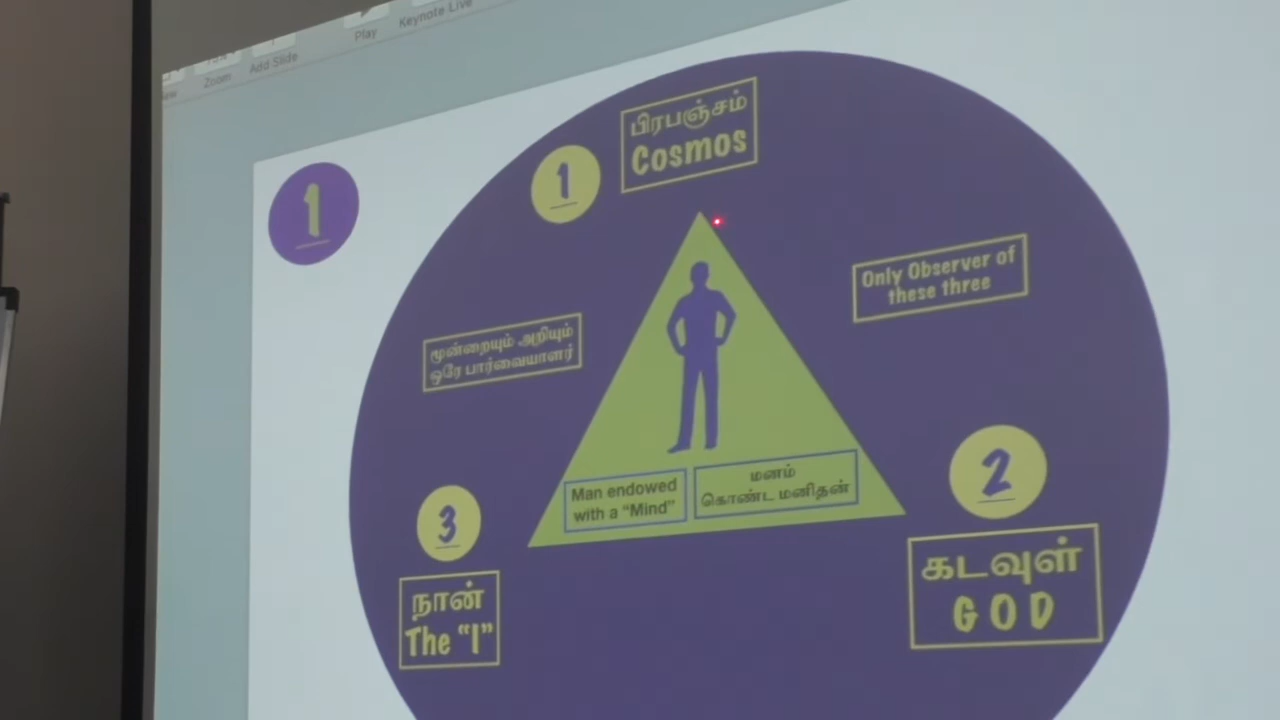 Play
Keynote Live
Zoom
Add Slide
1
1
பிரபஞ்சம்
Cosmos
Only Observer of
these three
மூன்றையும் அறியும்
ஒரே பார்வையாளர்
Man endowed
with a “Mind”
மனம்
கொண்ட மனிதன்
2
கடவுள்
GOD
3
நான்
The “I”